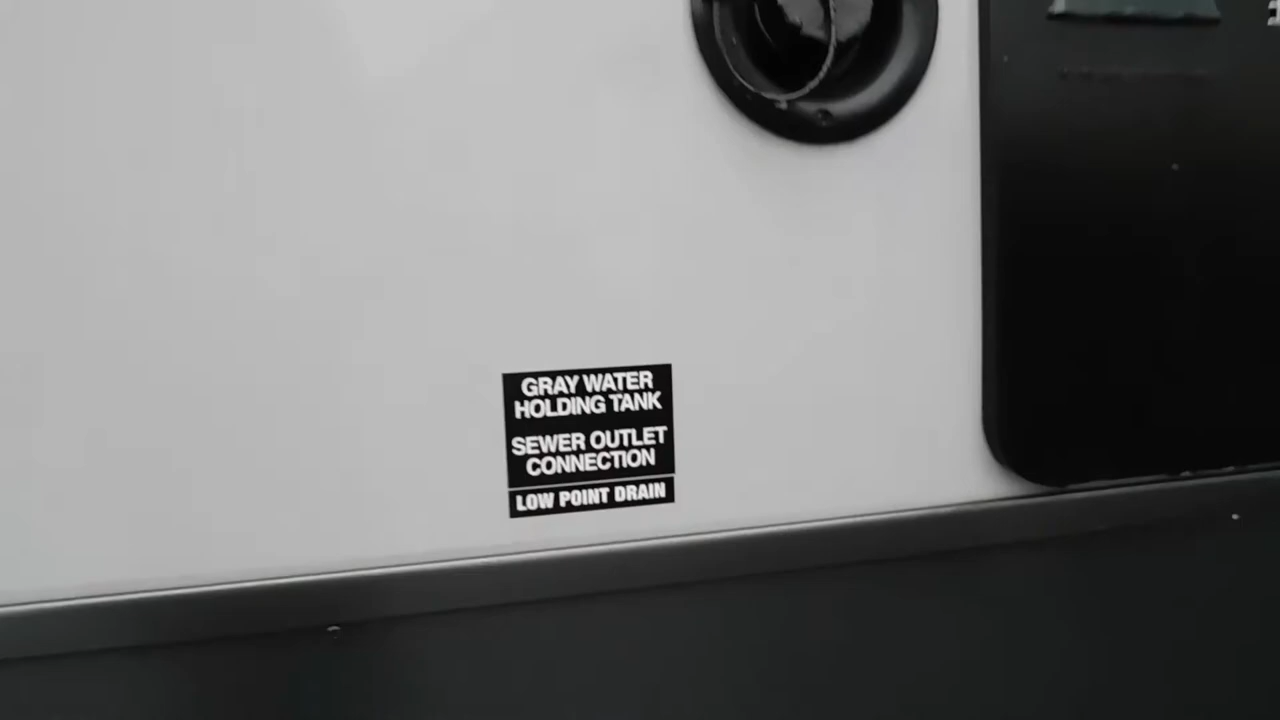 GRAY WATER
HOLDING TANK
SEWER OUTLET
CONNECTION
LOW POINT DRAIN